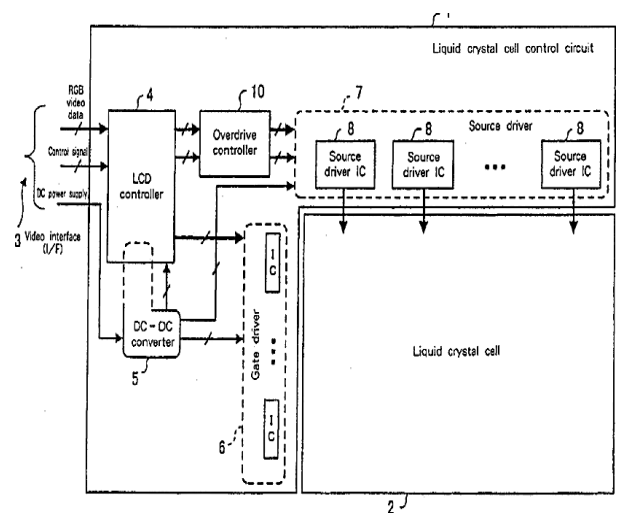 1
Liquid crystal cell control circuit
RGB
video
data
4
10
7
Overdrive
controller
Source driver
8
8
8
Source
driver IC
Source
driver IC
Source
driver IC
Control signal
LCD
controller
DC power supply
3
Video interface
(I/F)
I
C
DC-DC
converter
5
Gate driver
I
C
6
Liquid crystal cell
2